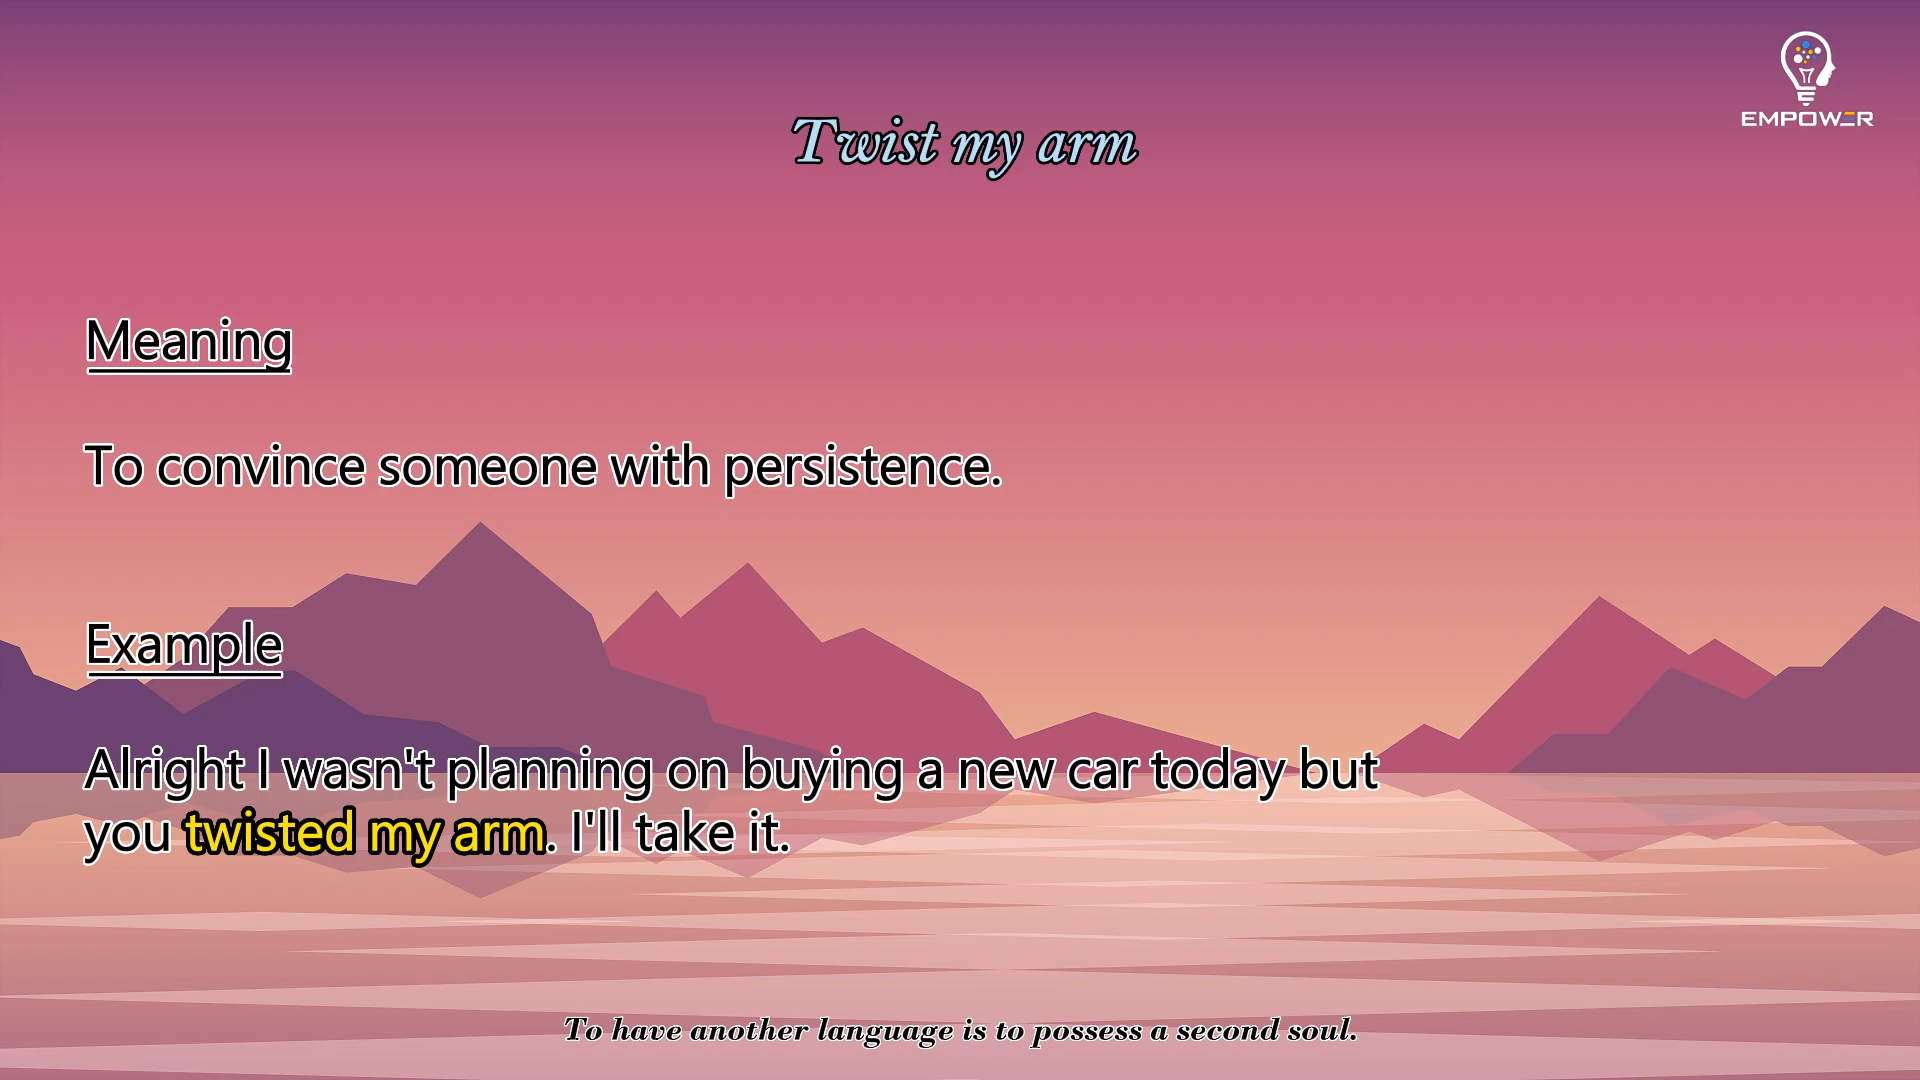 EMPOWER
Twist my arm
Meaning
To convince someone with persistence.
Example
Alright I wasn't planning on buying a new car today but
you twisted my arm. I'll take it.
To have another language is to possess a second soul.